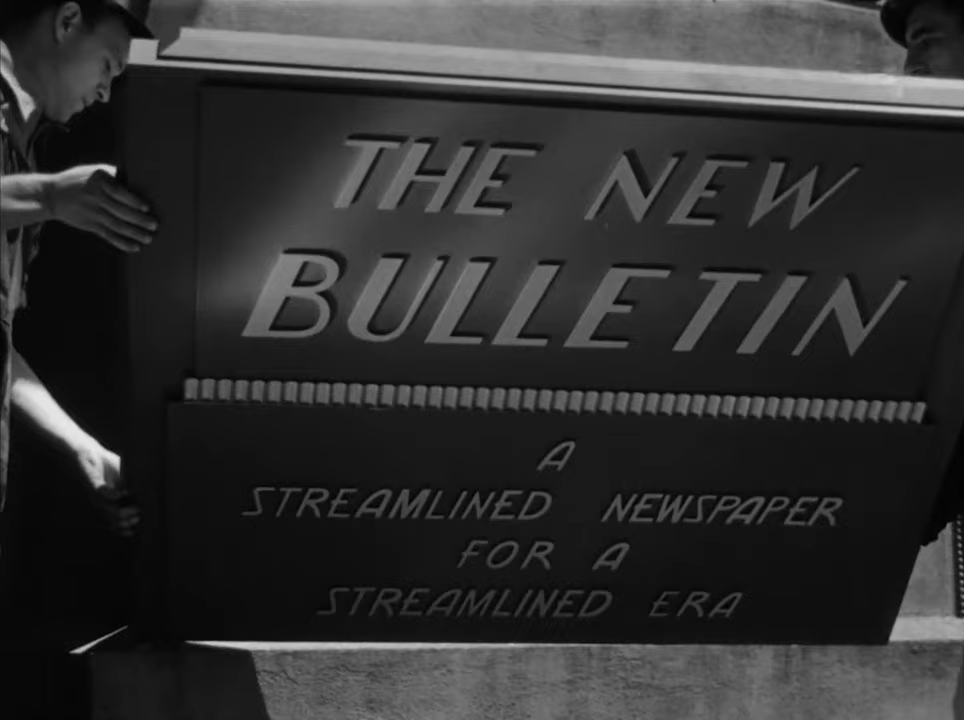 THE NEW
BULLETIN
A
STREAMLINED NEWSPAPER
FOR A
STREAMLINED ERA